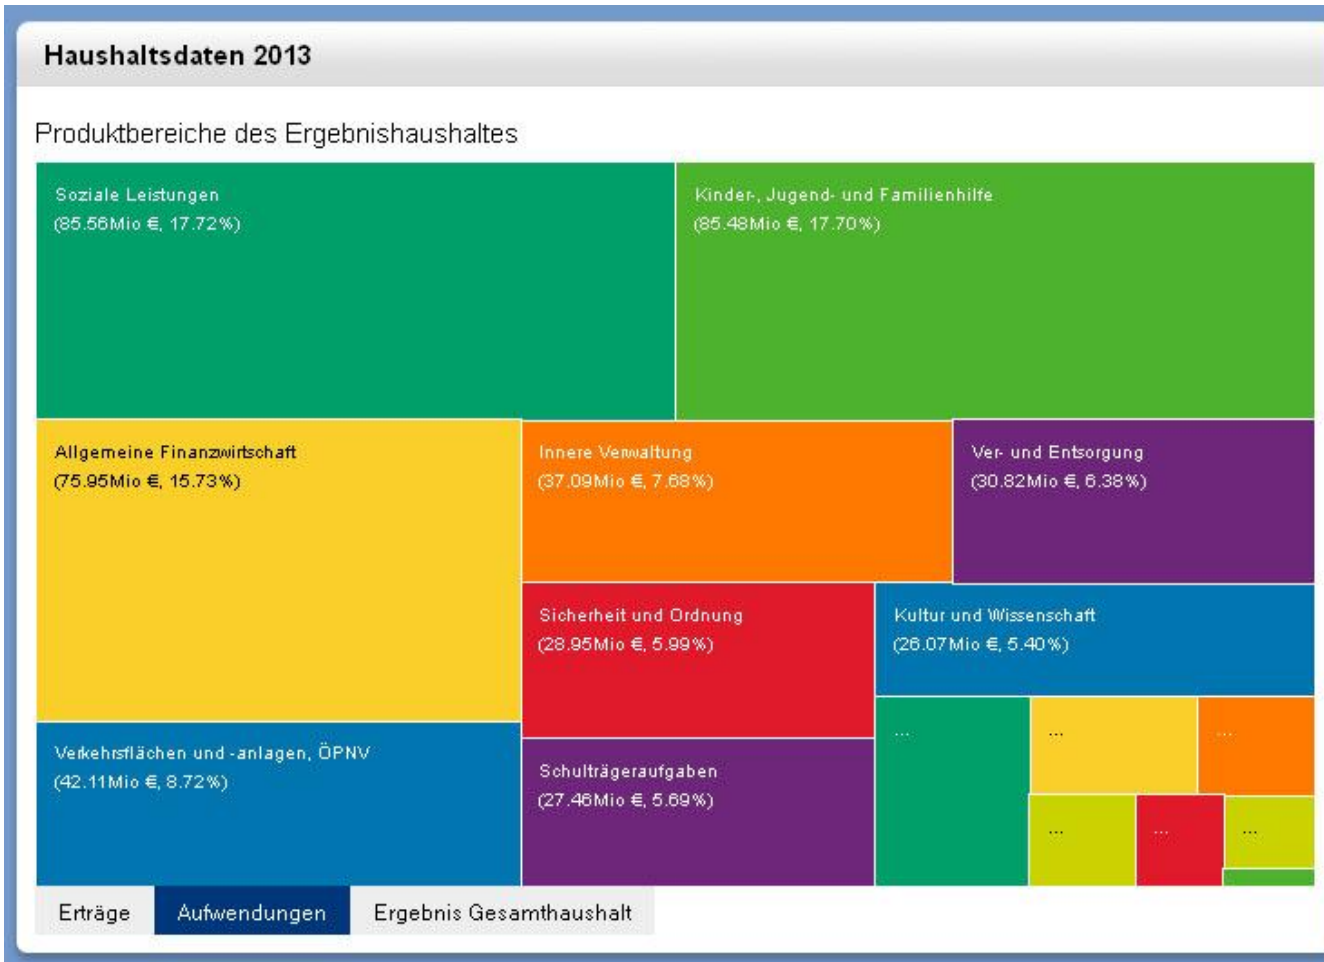 Haushaltsdaten 2013
Produktbereiche des Ergebnishaushaltes
Soziale Leistungen
(85.56Mio €, 17.72%)
Kinder-, Jugend- und Familienhilfe
(85.48Mio €, 17.70%)
Allgemeine Finanzwirtschaft
(75.95Mio €, 15.73%)
Innere Verwaltung
(37.09Mio €, 7.68%)
Ver- und Entsorgung
(30.82Mio €, 6.38%)
Sicherheit und Ordnung
(28.95Mio €, 5.99%)
Kultur und Wissenschaft
(26.07Mio €, 5.40%)
Verkehrsflächen und -anlagen, ÖPNV
(42.11Mio €, 8.72%)
Schulträgeraufgaben
(27.46Mio €, 5.69%)
...
...
...
...
...
...
Erträge
Aufwendungen
Ergebnis Gesamthaushalt